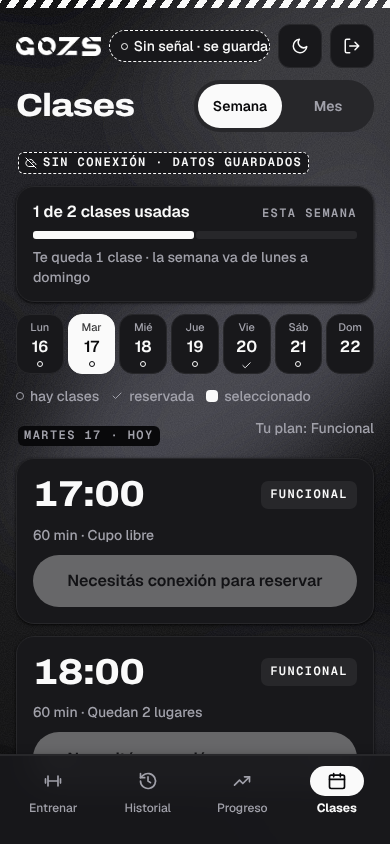 GOZS
Sin señal · se guarda
Clases
Semana
Mes
SIN CONEXIÓN · DATOS GUARDADOS
1 de 2 clases usadas
ESTA SEMANA
Te queda 1 clase · la semana va de lunes a
domingo
Lun Mar Mié Jue Vie Sáb Dom
16 17 18 19 20 21 22
hay clases reservada seleccionado
MARTES 17 · HOY
Tu plan: Funcional
17:00
FUNCIONAL
60 min · Cupo libre
Necesitás conexión para reservar
18:00
FUNCIONAL
60 min · Quedan 2 lugares
Entrenar Historial Progreso Clases